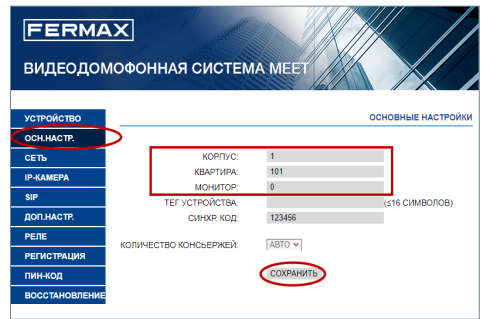 FERMAX
ВИДЕОДОМОФОННАЯ СИСТЕМА MEET
УСТРОЙСТВО
ОСН.НАСТР.
СЕТЬ
IP-КАМЕРА
SIP
ДОП.НАСТР.
РЕЛЕ
РЕГИСТРАЦИЯ
ПИН-КОД
ВОССТАНОВЛЕНИЕ
ОСНОВНЫЕ НАСТРОЙКИ
КОРПУС: 1
КВАРТИРА: 101
МОНИТОР: 0
ТЕГ УСТРОЙСТВА: (≤16 СИМВОЛОВ)
СИНХР. КОД: 123456
КОЛИЧЕСТВО КОНСЬЕРЖЕЙ: АВТО
СОХРАНИТЬ